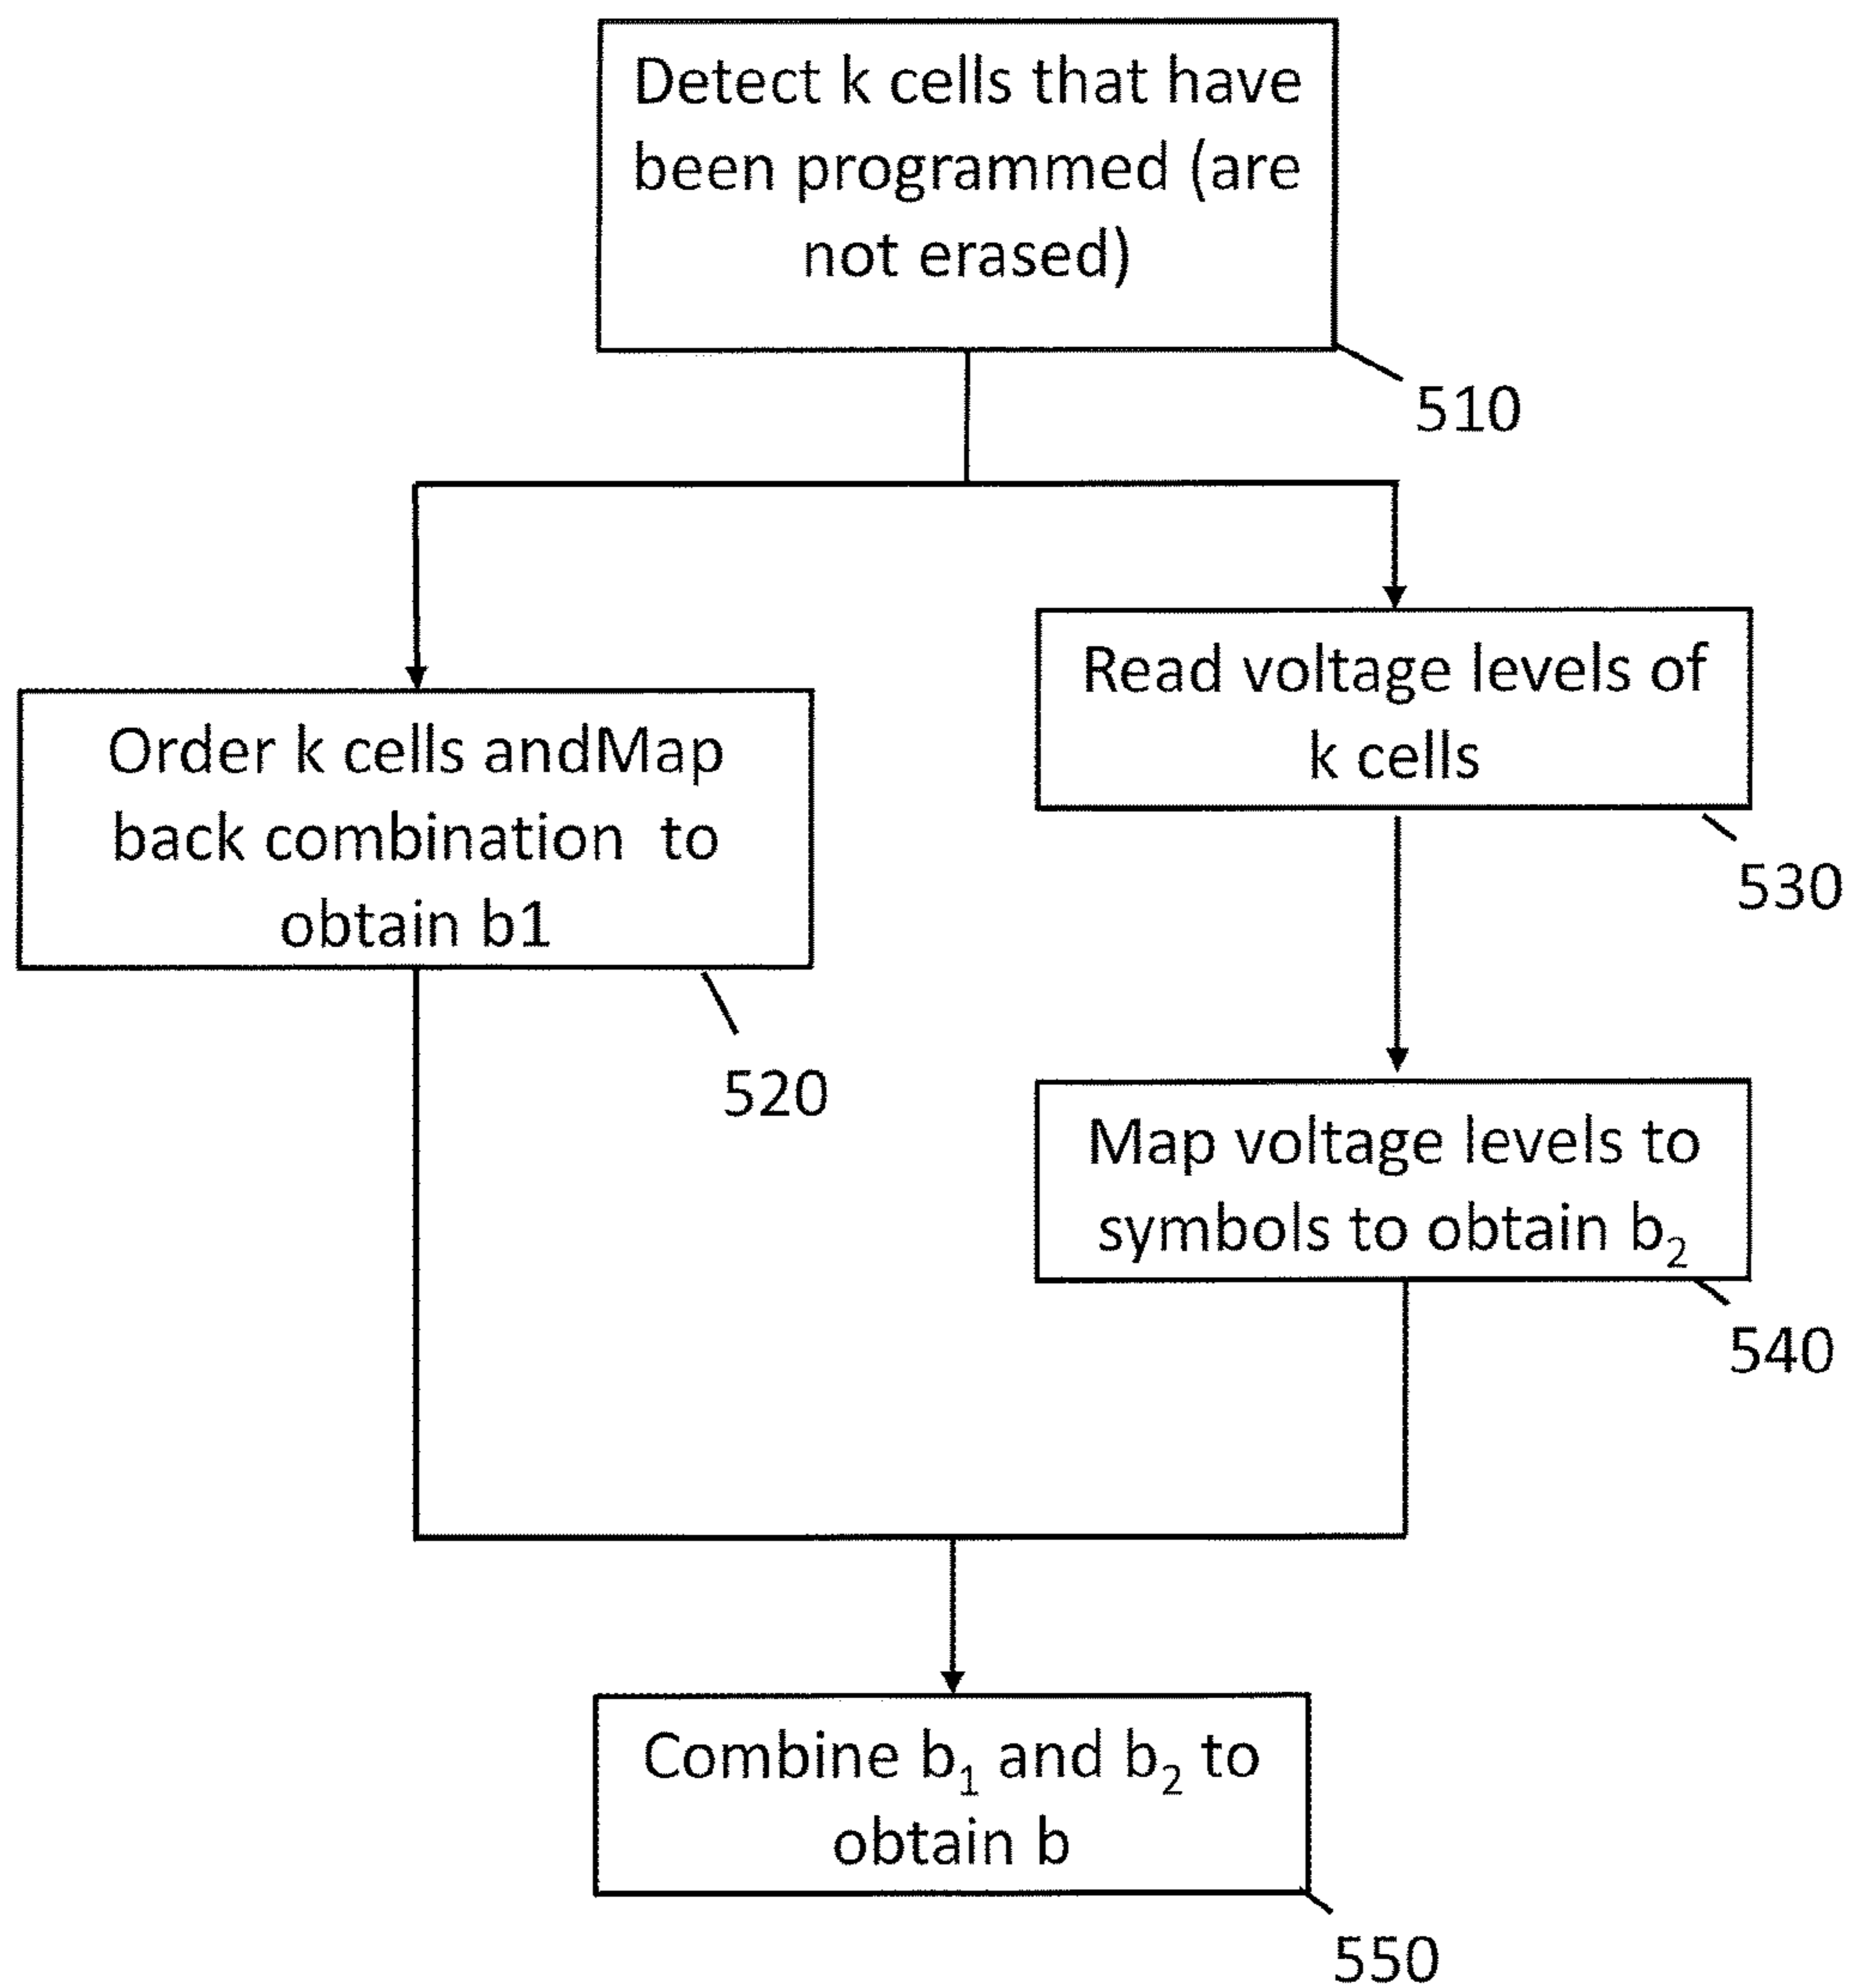 Detect k cells that have
been programmed (are
not erased)
510
Order k cells andMap
back combination to
obtain b1
520
Read voltage levels of
k cells
530
Map voltage levels to
symbols to obtain b₂
540
Combine b₁ and b₂ to
obtain b
550